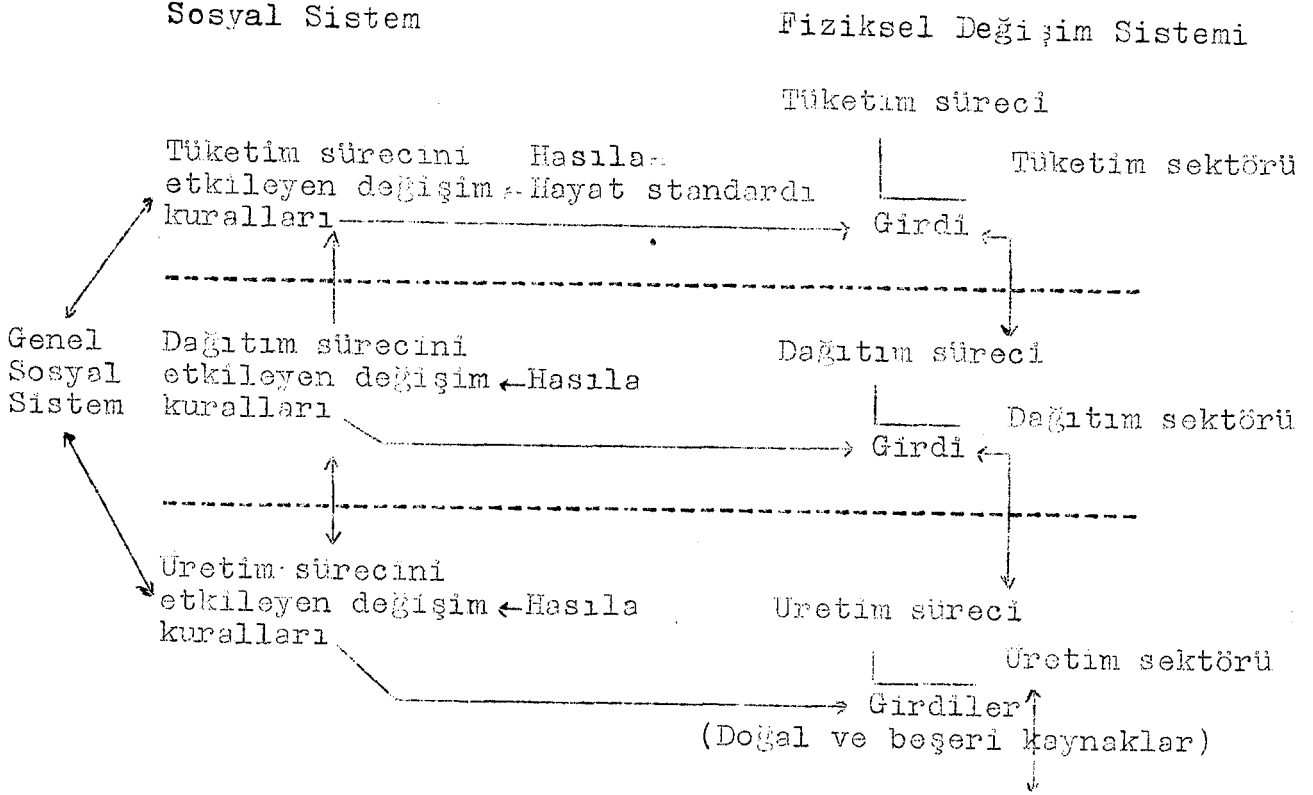 Sosyal Sistem
Fiziksel Değişim Sistemi
Tüketim süreci
Tüketim sürecini Hasıla
etkileyen değişim Hayat standardı
kuralları
Tüketim sektörü
Girdi
Genel
Sosyal
Sistem
Dağıtım sürecini
etkileyen değişim Hasıla
kuralları
Dağıtım süreci
Dağıtım sektörü
Girdi
Üretim sürecini
etkileyen değişim Hasıla
kuralları
Üretim süreci
Üretim sektörü
Girdiler
(Doğal ve beşeri kaynaklar)